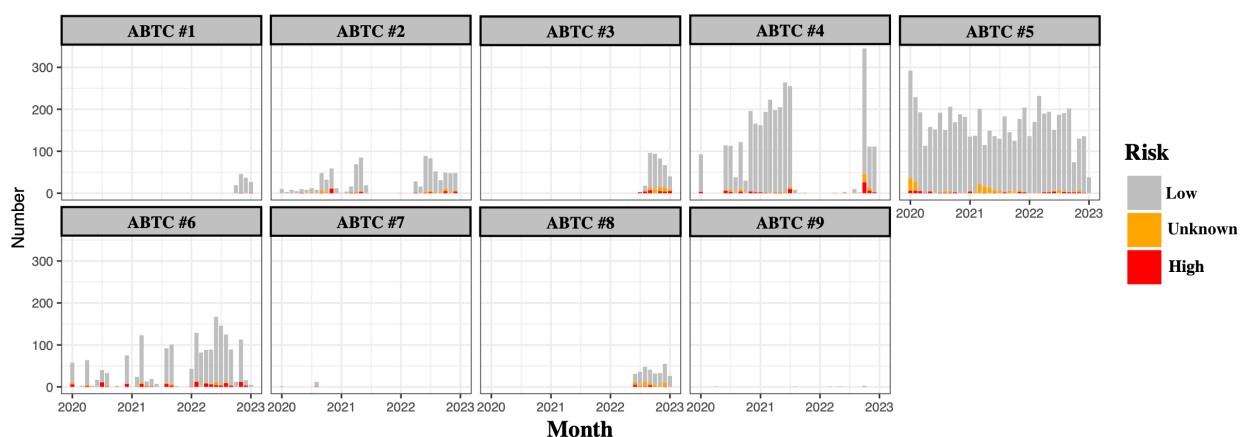 ABTC #1 ABTC #2 ABTC #3 ABTC #4 ABTC #5
300
200
100
0
2020 2021 2022 2023
ABTC #6 ABTC #7 ABTC #8 ABTC #9
300
200
100
0
2020 2021 2022 2023 2020 2021 2022 2023 2020 2021 2022 2023 2020 2021 2022 2023
Number
Month
Risk
Low
Unknown
High